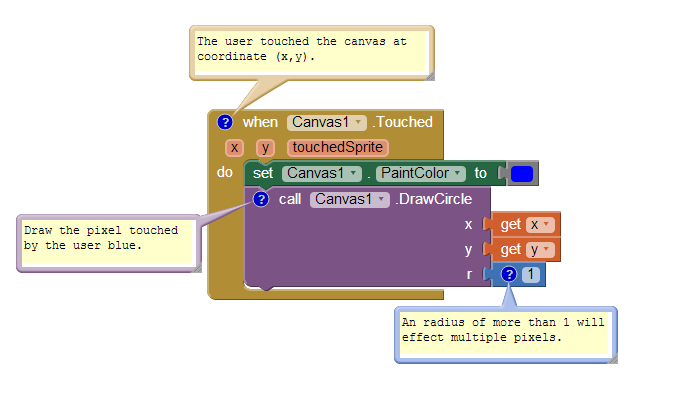 The user touched the canvas at
coordinate (x,y).
? when Canvas1 .Touched
x y touchedSprite
do set Canvas1 . PaintColor to
? call Canvas1 .DrawCircle
Draw the pixel touched
by the user blue.
x get x
y get y
r ? 1
An radius of more than 1 will
effect multiple pixels.